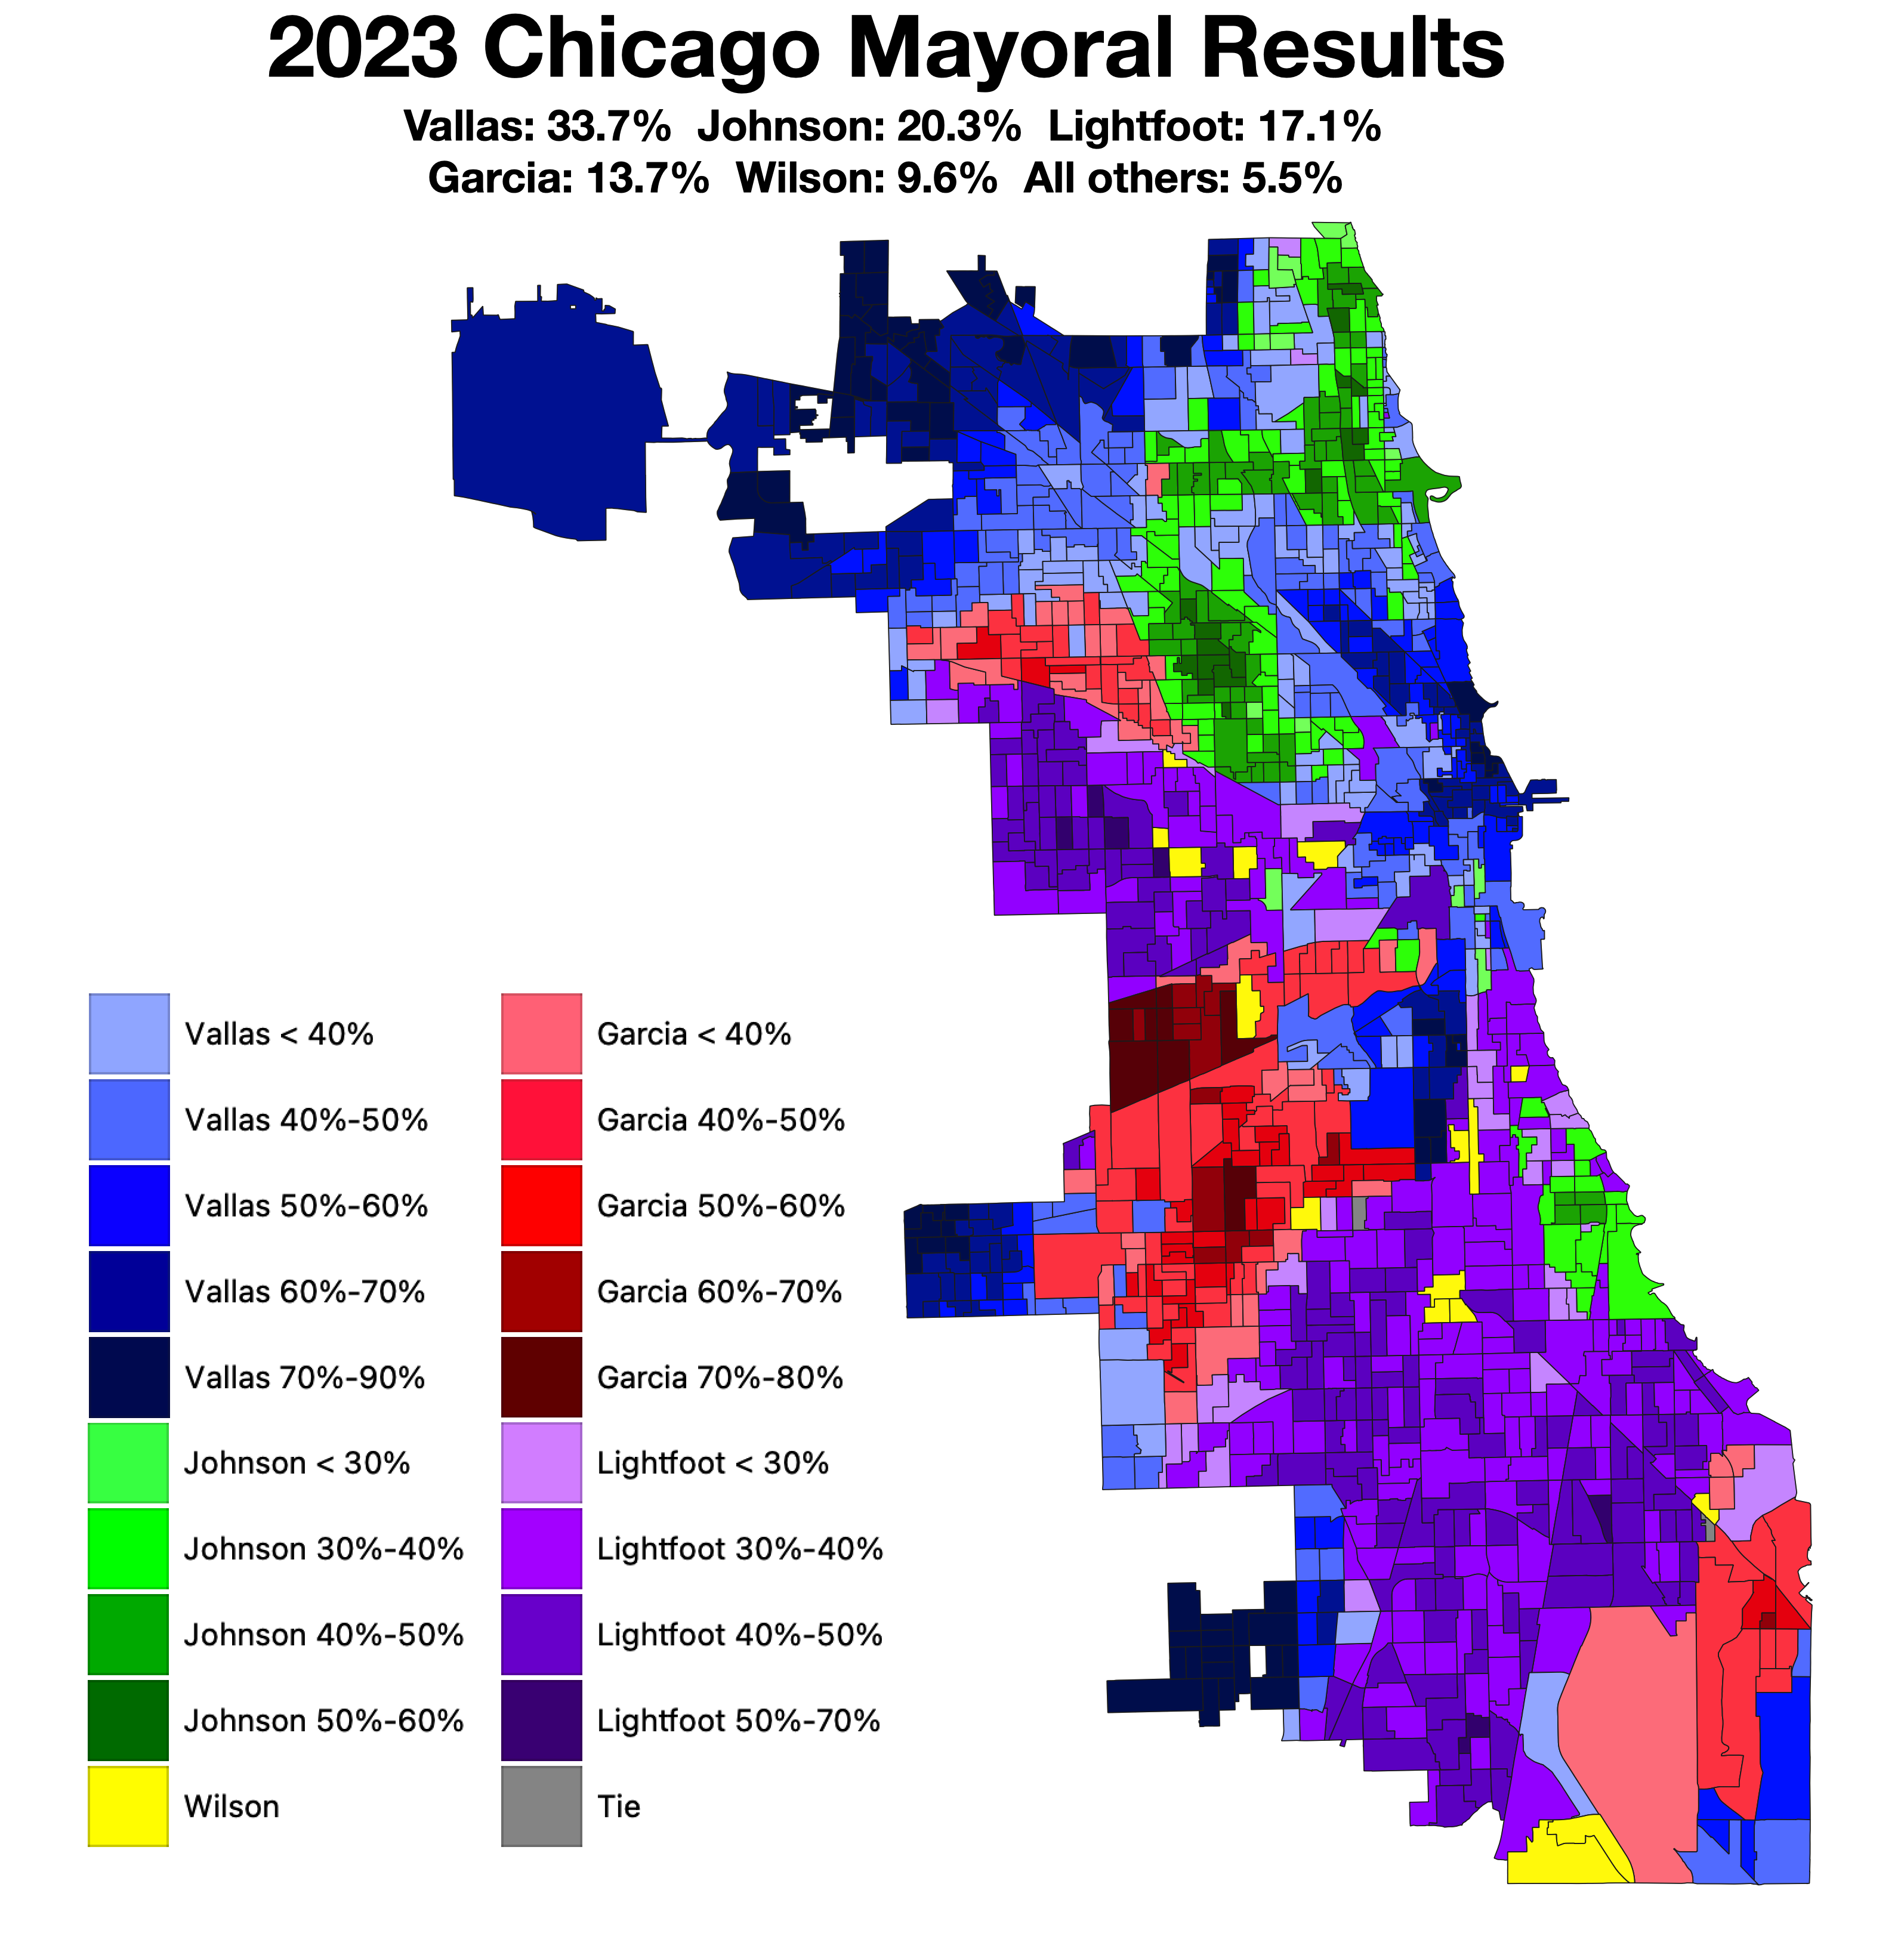 2023 Chicago Mayoral Results
Vallas: 33.7% Johnson: 20.3% Lightfoot: 17.1%
Garcia: 13.7% Wilson: 9.6% All others: 5.5%
Vallas < 40%
Vallas 40%-50%
Vallas 50%-60%
Vallas 60%-70%
Vallas 70%-90%
Johnson < 30%
Johnson 30%-40%
Johnson 40%-50%
Johnson 50%-60%
Wilson
Garcia < 40%
Garcia 40%-50%
Garcia 50%-60%
Garcia 60%-70%
Garcia 70%-80%
Lightfoot < 30%
Lightfoot 30%-40%
Lightfoot 40%-50%
Lightfoot 50%-70%
Tie